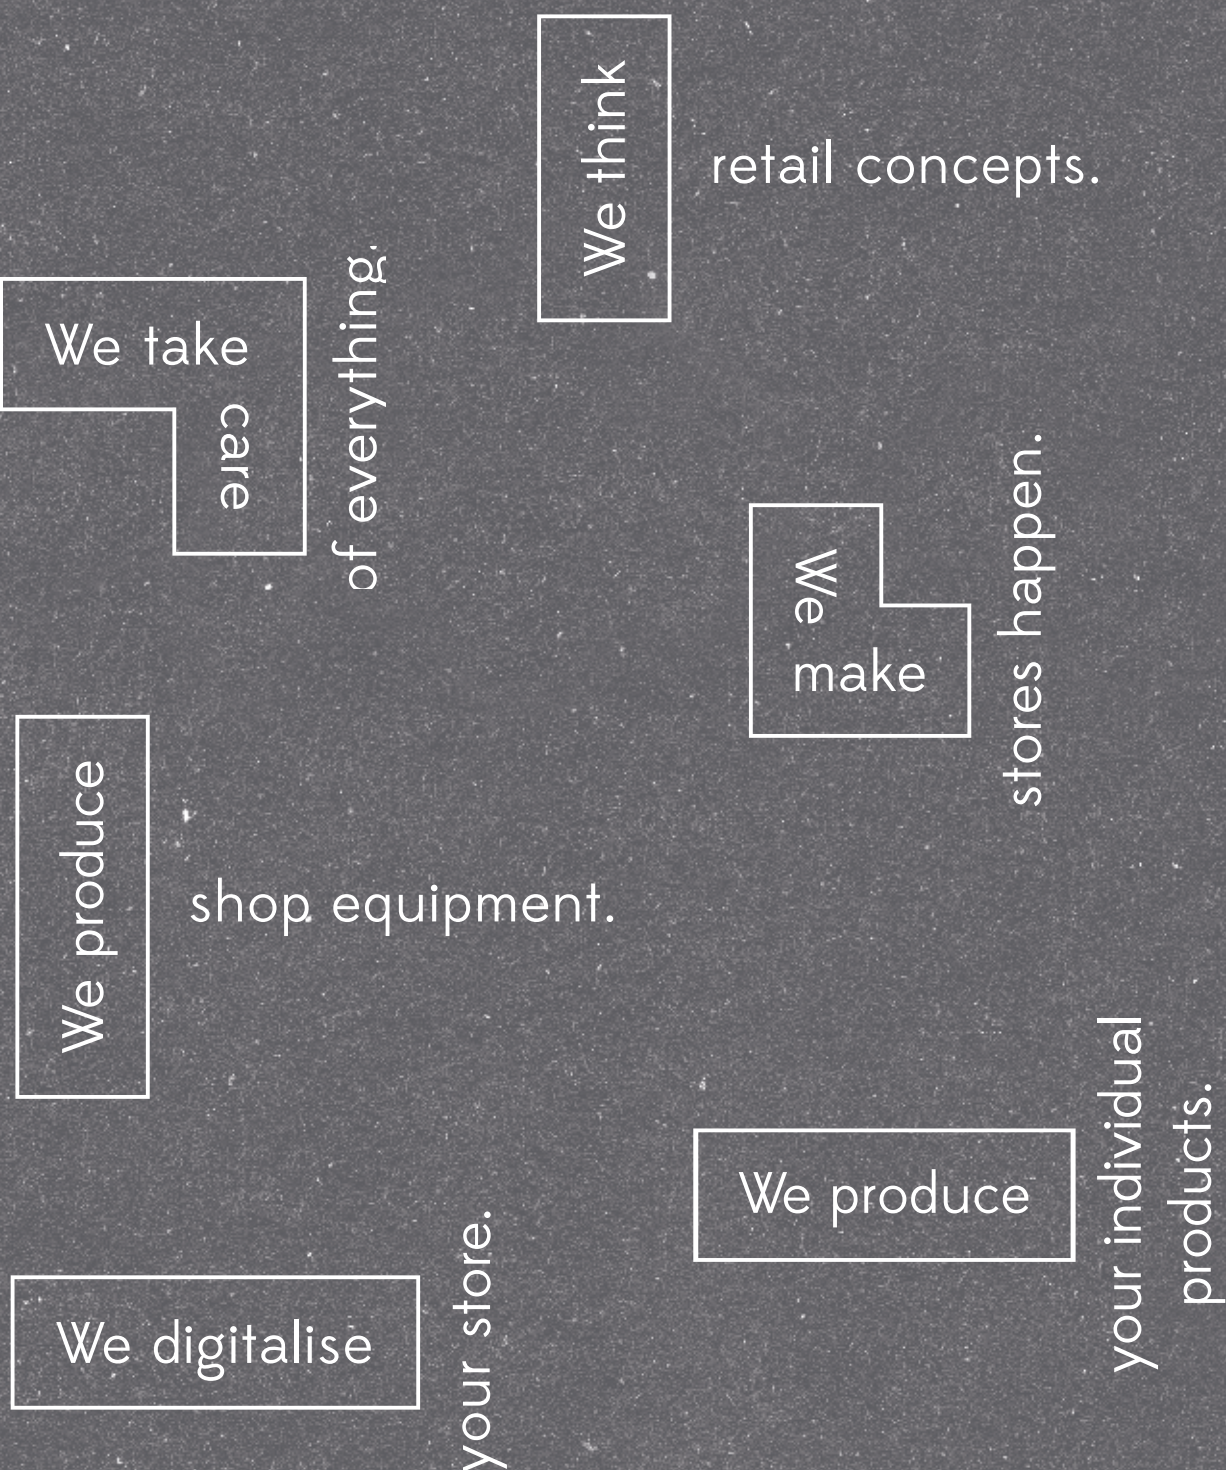 We think
retail concepts.
We take
care
of everything.
We
make
stores happen.
We produce
shop equipment.
We produce
your individual
products.
We digitalise
your store.